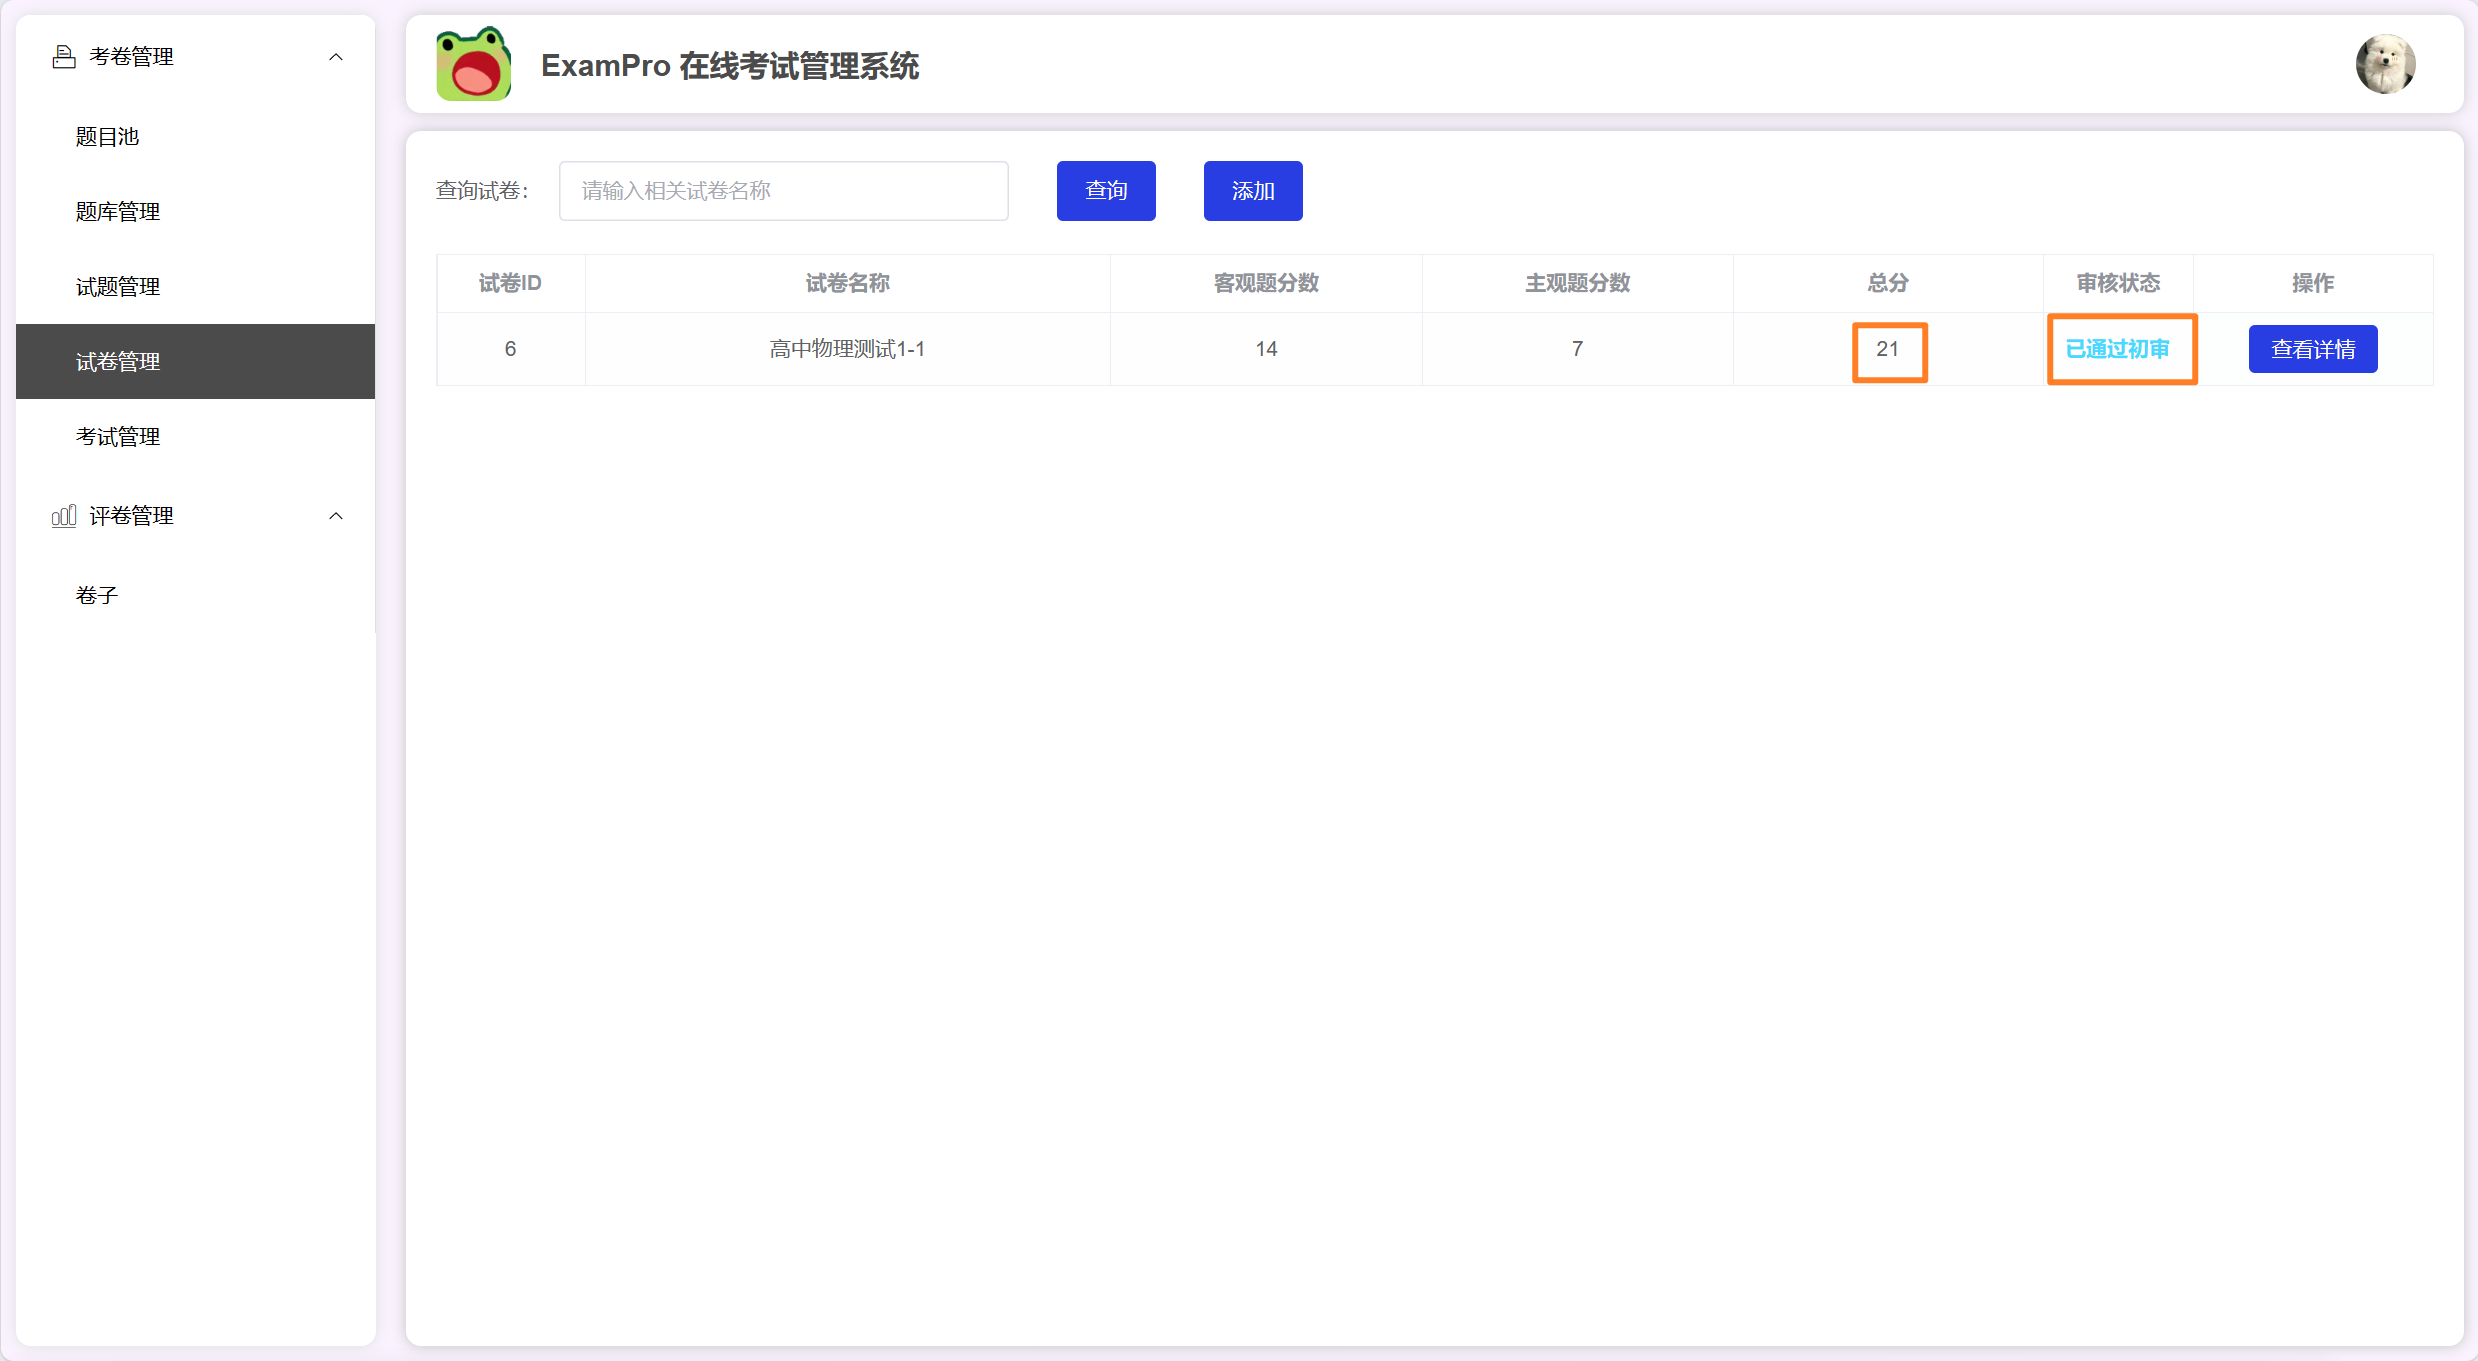 考卷管理
题目池
题库管理
试题管理
试卷管理
考试管理
评卷管理
卷子
ExamPro 在线考试管理系统
查询试卷： 请输入相关试卷名称 查询 添加
试卷ID 试卷名称 客观题分数 主观题分数 总分 审核状态 操作
6 高中物理测试1-1 14 7 21 已通过初审 查看详情